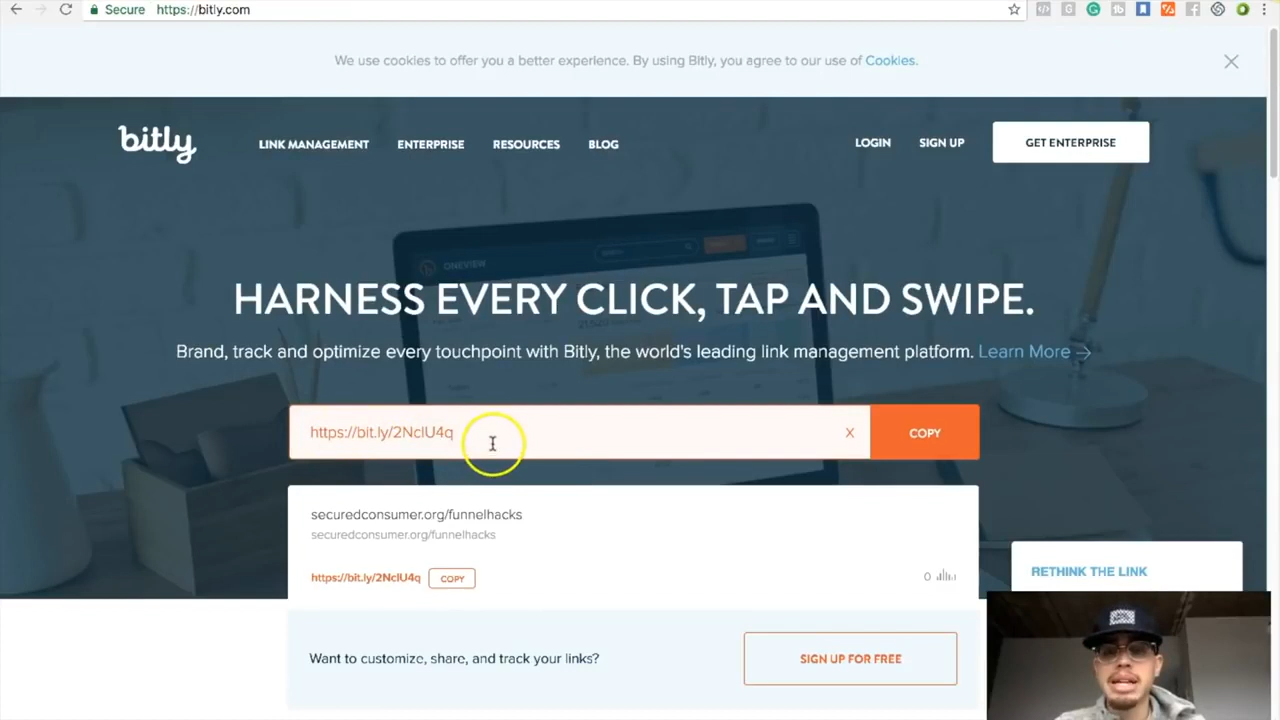 Secure https://bitly.com
We use cookies to offer you a better experience. By using Bitly, you agree to our use of Cookies.
bitly
LINK MANAGEMENT ENTERPRISE RESOURCES BLOG LOGIN SIGN UP GET ENTERPRISE
ONEVIEW
HARNESS EVERY CLICK, TAP AND SWIPE.
Brand, track and optimize every touchpoint with Bitly, the world's leading link management platform. Learn More →
https://bit.ly/2NclU4q X COPY
securedconsumer.org/funnelhacks
securedconsumer.org/funnelhacks
https://bit.ly/2NclU4q COPY 0
RETHINK THE LINK
Want to customize, share, and track your links? SIGN UP FOR FREE